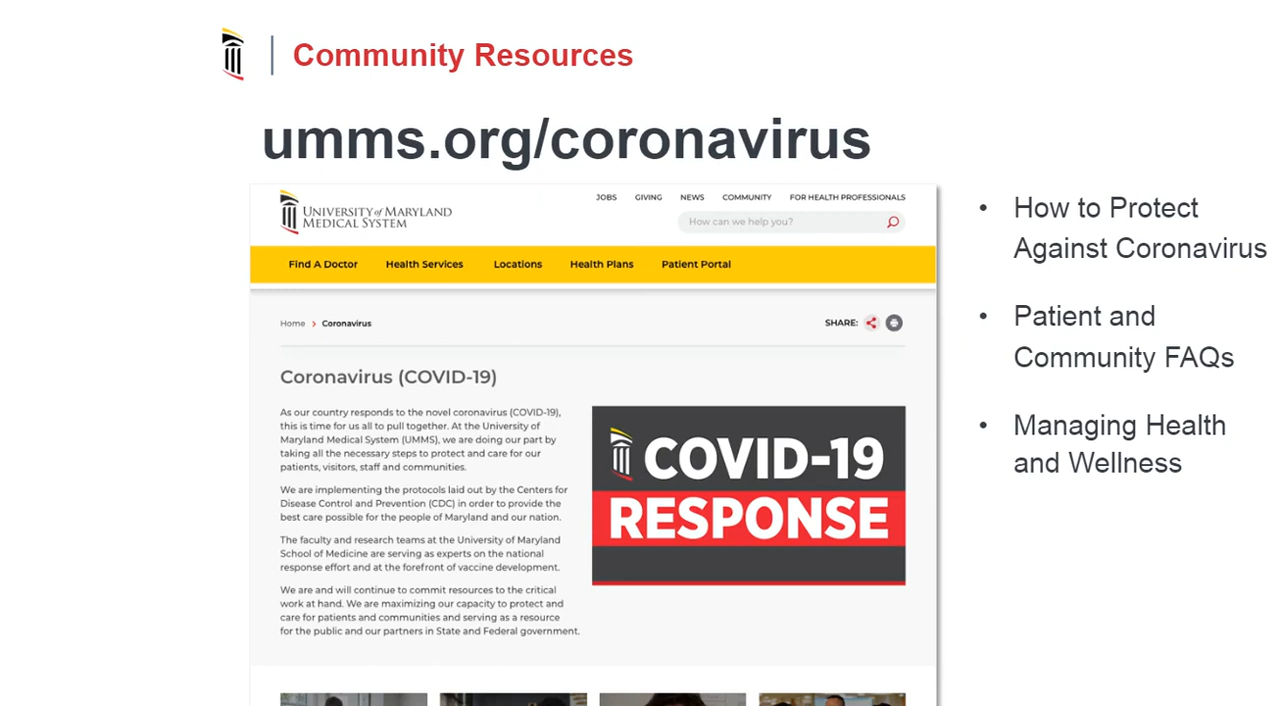 Community Resources
umms.org/coronavirus
UNIVERSITY of MARYLAND
MEDICAL SYSTEM
JOBS GIVING NEWS COMMUNITY FOR HEALTH PROFESSIONALS
How can we help you?
Find A Doctor Health Services Locations Health Plans Patient Portal
Home > Coronavirus
SHARE:
Coronavirus (COVID-19)
As our country responds to the novel coronavirus (COVID-19),
this is time for us all to pull together. At the University of
Maryland Medical System (UMMS), we are doing our part by
taking all the necessary steps to protect and care for our
patients, visitors, staff and communities.
We are implementing the protocols laid out by the Centers for
Disease Control and Prevention (CDC) in order to provide the
best care possible for the people of Maryland and our nation.
The faculty and research teams at the University of Maryland
School of Medicine are serving as experts on the national
response effort and at the forefront of vaccine development.
We are and will continue to commit resources to the critical
work at hand. We are maximizing our capacity to protect and
care for patients and communities and serving as a resource
for the public and our partners in State and Federal government.
COVID-19
RESPONSE
• How to Protect
Against Coronavirus
• Patient and
Community FAQs
• Managing Health
and Wellness